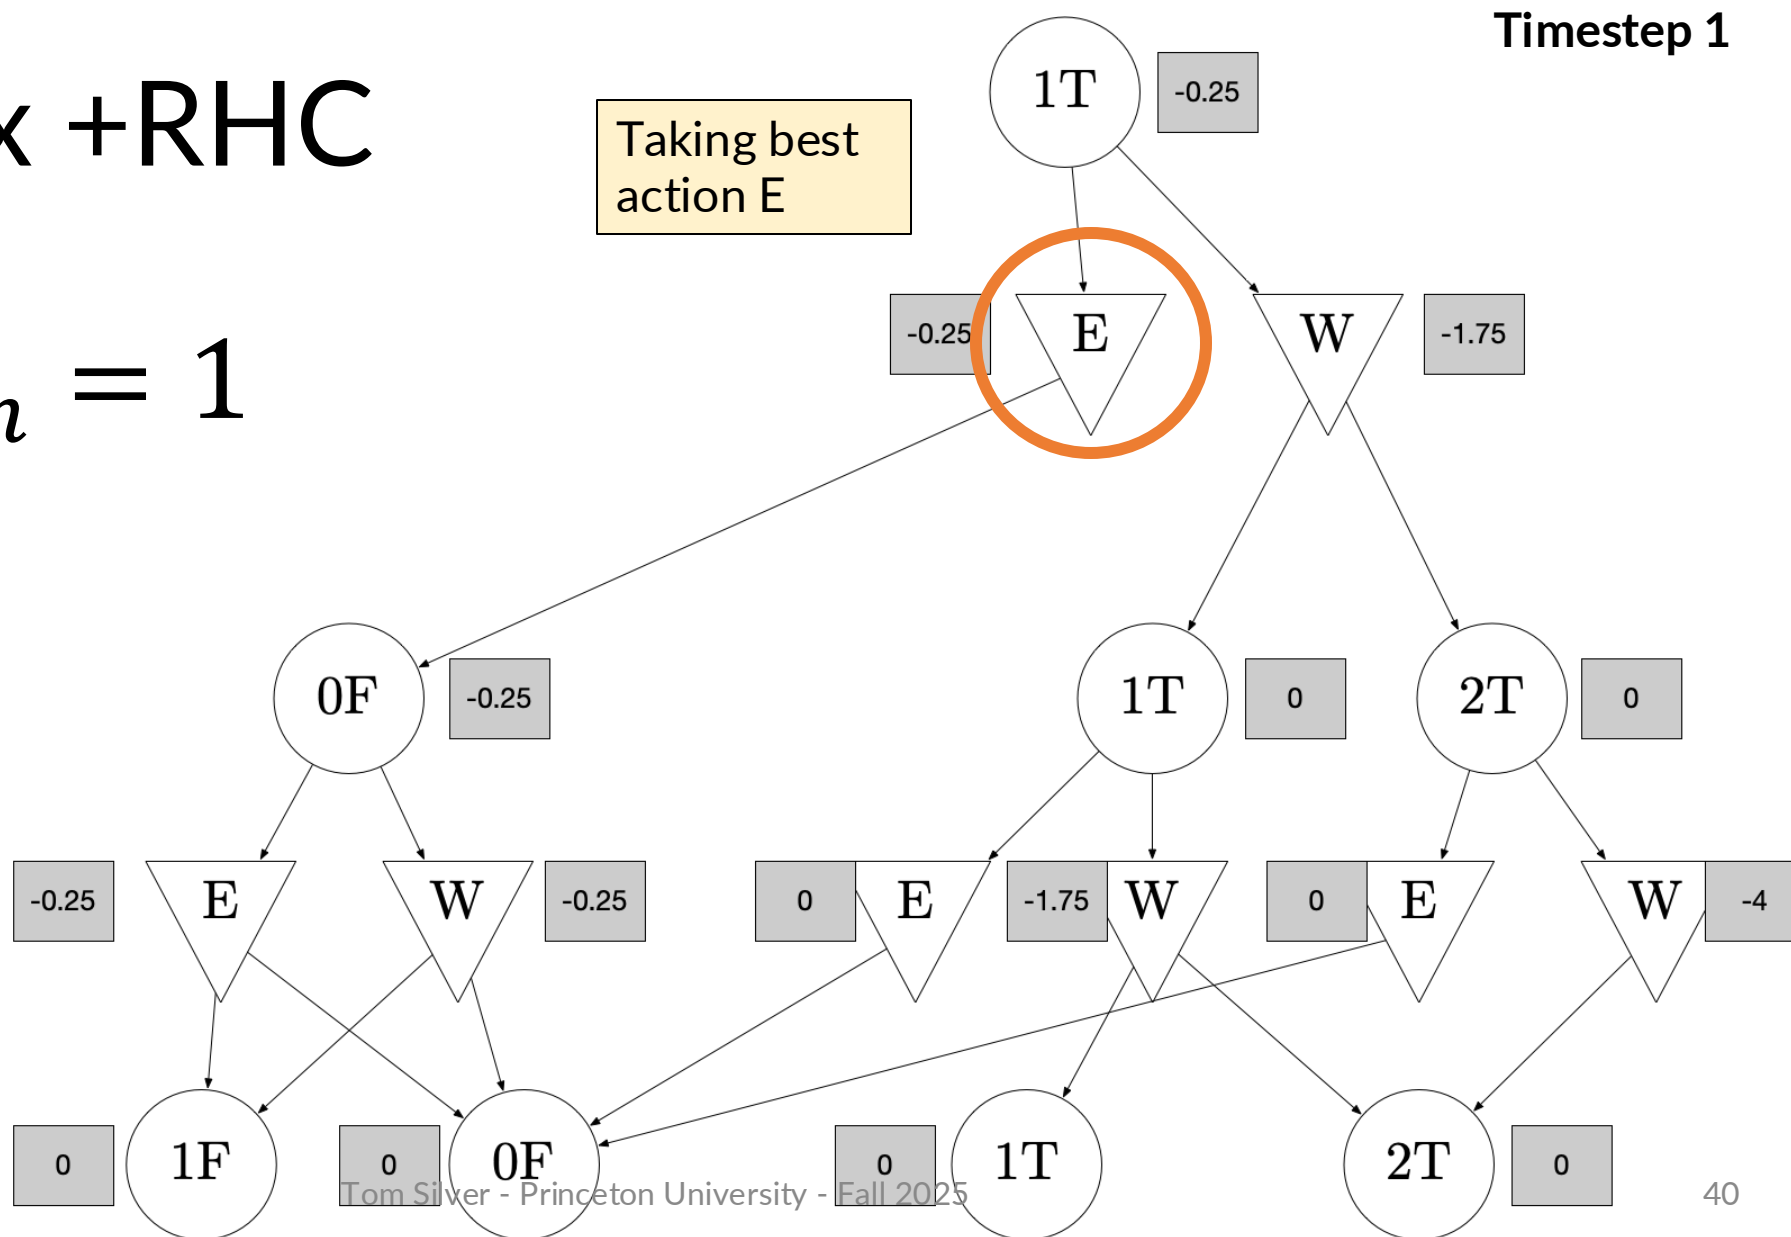 Timestep 1
x +RHC
n = 1
Taking best
action E
1T
-0.25
-0.25
E
W
-1.75
0F
-0.25
1T
0
2T
0
-0.25
E
W
-0.25
0
E
-1.75
W
0
E
W
-4
0
1F
0
0F
0
1T
2T
0
Tom Silver - Princeton University - Fall 2025
40